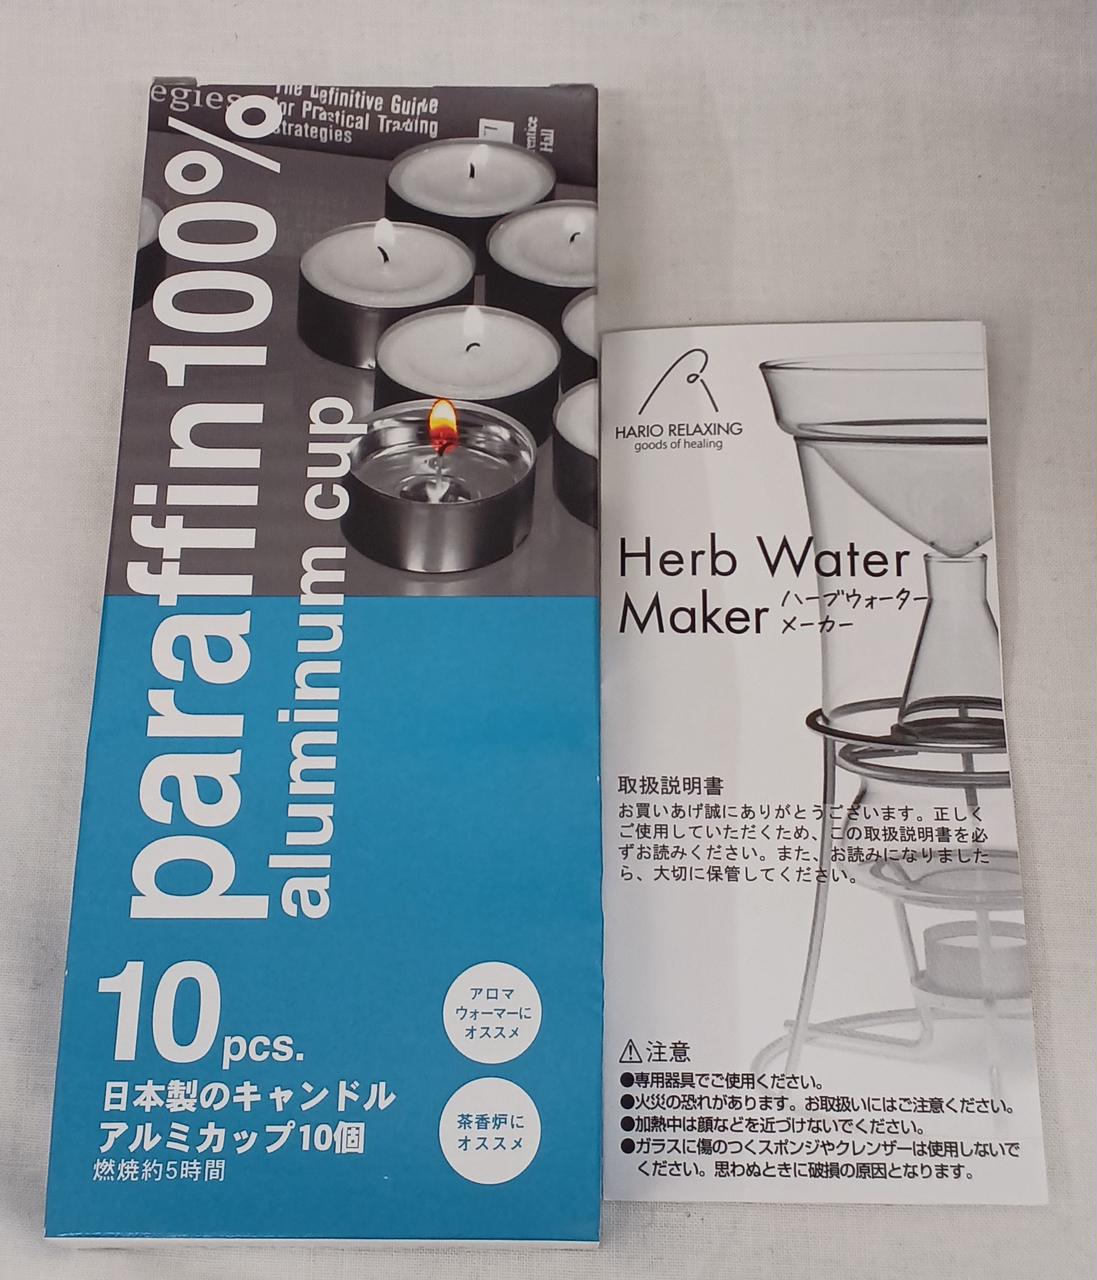 egies
The Definitive Guide
for Practical Trading
Strategies
Prentice
Hall
paraffin100%
aluminum cup
10pcs.
日本製のキャンドル
アルミカップ10個
燃焼約5時間
アロマ
ウォーマーに
オススメ
茶香炉に
オススメ
HARIO RELAXING
goods of healing
Herb Water
Maker ハーブウォーター
メーカー
取扱説明書
お買いあげ誠にありがとうございます。正しく
ご使用していただくため、この取扱説明書を必
ずお読みください。また、お読みになりました
ら、大切に保管してください。
⚠注意
●専用器具でご使用ください。
●火災の恐れがあります。お取扱いにはご注意ください。
●加熱中は顔などを近づけないでください。
●ガラスに傷のつくスポンジやクレンザーは使用しないで
ください。思わぬときに破損の原因となります。